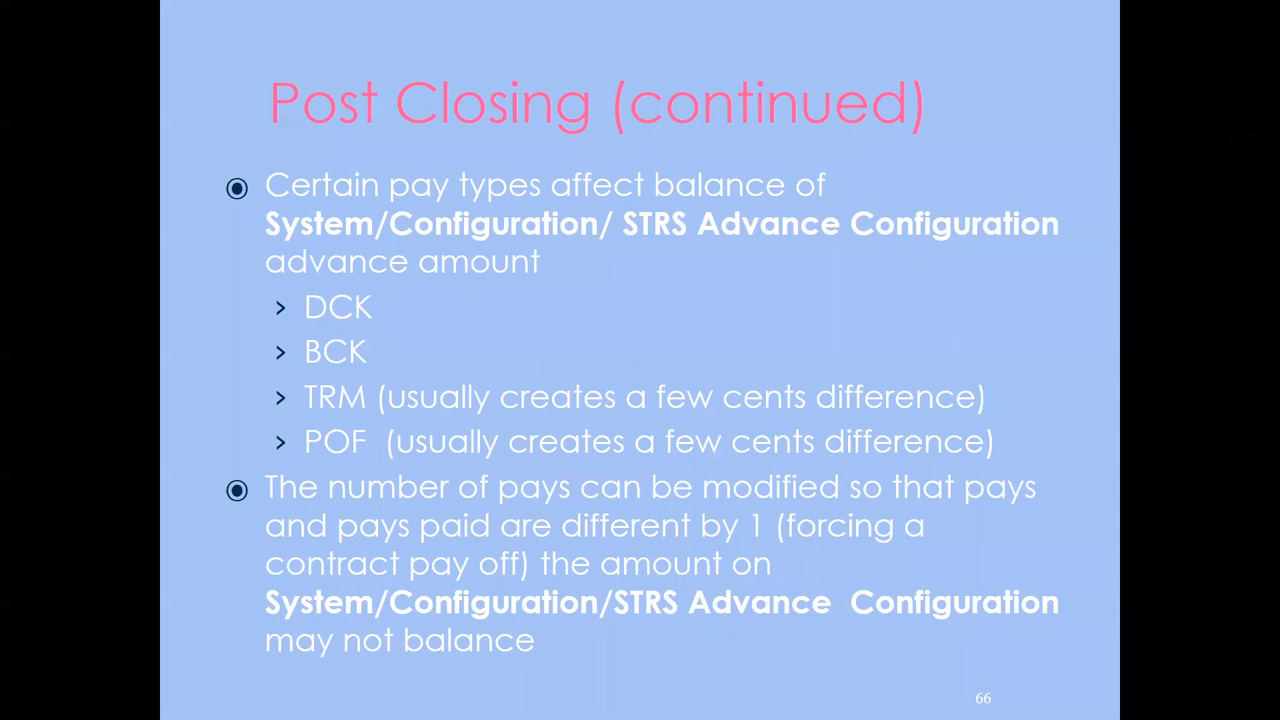 Post Closing (continued)
Certain pay types affect balance of
System/Configuration/ STRS Advance Configuration
advance amount
DCK
BCK
TRM (usually creates a few cents difference)
POF  (usually creates a few cents difference)
The number of pays can be modified so that pays
and pays paid are different by 1 (forcing a
contract pay off) the amount on
System/Configuration/STRS Advance  Configuration
may not balance
66